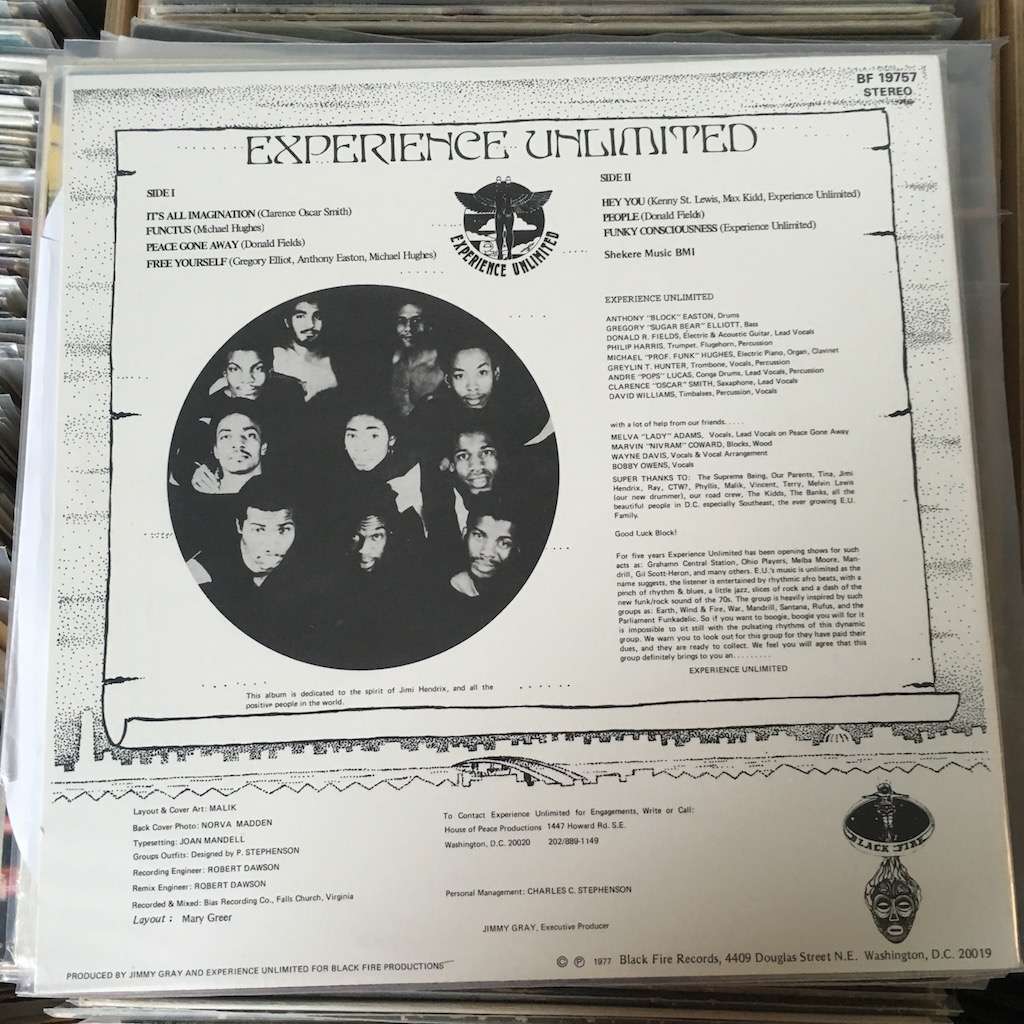 BF 19757
STEREO
EXPERIENCE UNLIMITED
SIDE I
IT'S ALL IMAGINATION (Clarence Oscar Smith)
FUNCTUS (Michael Hughes)
PEACE GONE AWAY (Donald Fields)
FREE YOURSELF (Gregory Elliot, Anthony Easton, Michael Hughes)
EXPERIENCE UNLIMITED
SIDE II
HEY YOU (Kenny St. Lewis, Max Kidd, Experience Unlimited)
PEOPLE (Donald Fields)
FUNKY CONSCIOUSNESS (Experience Unlimited)
Shekere Music BMI
EXPERIENCE UNLIMITED
ANTHONY "BLOCK" EASTON, Drums
GREGORY "SUGAR BEAR" ELLIOTT, Bass
DONALD R. FIELDS, Electric & Acoustic Guitar, Lead Vocals
PHILIP HARRIS, Trumpet, Flugehorn, Percussion
MICHAEL "PROF. FUNK" HUGHES, Electric Piano, Organ, Clavinet
GREYLIN T. HUNTER, Trombone, Vocals, Percussion
ANDRE "POPS" LUCAS, Conga Drums, Lead Vocals, Percussion
CLARENCE "OSCAR" SMITH, Saxaphone, Lead Vocals
DAVID WILLIAMS, Timbalses, Percussion, Vocals
with a lot of help from our friends. . . .
MELVA "LADY" ADAMS, Vocals, Lead Vocals on Peace Gone Away
MARVIN "NIVRAM" COWARD, Blocks, Wood
WAYNE DAVIS, Vocals & Vocal Arrangement
BOBBY OWENS, Vocals
SUPER THANKS TO: The Supreme Being, Our Parents, Tina, Jimi
Hendrix, Ray, CTW?, Phyllis, Malik, Vincent, Terry, Melvin Lewis
(our new drummer), our road crew, The Kidds, The Banks, all the
beautiful people in D.C. especially Southeast, the ever growing E.U.
Family.
Good Luck Block!
For five years Experience Unlimited has been opening shows for such
acts as: Grahamn Central Station, Ohio Players, Melba Moore, Man-
drill, Gil Scott-Heron, and many others. E.U.'s music is unlimited as the
name suggests, the listener is entertained by rhythmic afro beats, with a
pinch of rhythm & blues, a little jazz, slices of rock and a dash of the
new funk/rock sound of the 70s. The group is heavily inspired by such
groups as: Earth, Wind & Fire, War, Mandrill, Santana, Rufus, and the
Parliament Funkadelic. So if you want to boogie, boogie you will for it
is impossible to sit still with the pulsating rhythms of this dynamic
group. We warn you to look out for this group for they have paid their
dues, and they are ready to collect. We feel you will agree that this
group definitely brings to you an. . . . . . . . .
EXPERIENCE UNLIMITED
This album is dedicated to the spirit of Jimi Hendrix, and all the
positive people in the world.
Layout & Cover Art: MALIK
Back Cover Photo: NORVA MADDEN
Typesetting: JOAN MANDELL
Groups Outfits: Designed by P. STEPHENSON
Recording Engineer: ROBERT DAWSON
Remix Engineer: ROBERT DAWSON
Recorded & Mixed: Bias Recording Co., Falls Church, Virginia
Layout : Mary Greer
To Contact Experience Unlimited for Engagements, Write or Call:
House of Peace Productions 1447 Howard Rd. S.E.
Washington, D.C. 20020 202/889-1149
Personal Management: CHARLES C. STEPHENSON
JIMMY GRAY, Executive Producer
BLACK FIRE
PRODUCED BY JIMMY GRAY AND EXPERIENCE UNLIMITED FOR BLACK FIRE PRODUCTIONS
© ℗ 1977 Black Fire Records, 4409 Douglas Street N.E. Washington, D.C. 20019